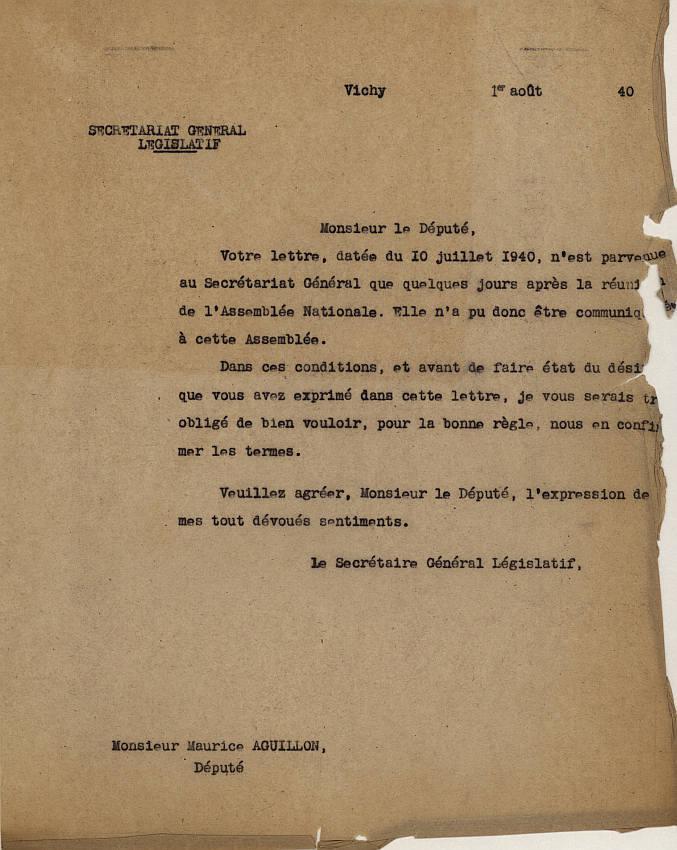 Vichy 1er août 40
SECRETARIAT GENERAL
LEGISLATIF
Monsieur le Député,
Votre lettre, datée du IO juillet I940, n'est parvenue
au Secrétariat Général que quelques jours après la réuni n
de l'Assemblée Nationale. Elle n'a pu donc être communiq ée
à cette Assemblée.
Dans ces conditions, et avant de faire état du dési
que vous avez exprimé dans cette lettre, je vous serais tr
obligé de bien vouloir, pour la bonne règle, nous en confir
mer les termes.
Veuillez agréer, Monsieur le Député, l'expression de
mes tout dévoués sentiments.
le Secrétaire Général Législatif,
Monsieur Maurice AGUILLON,
Député